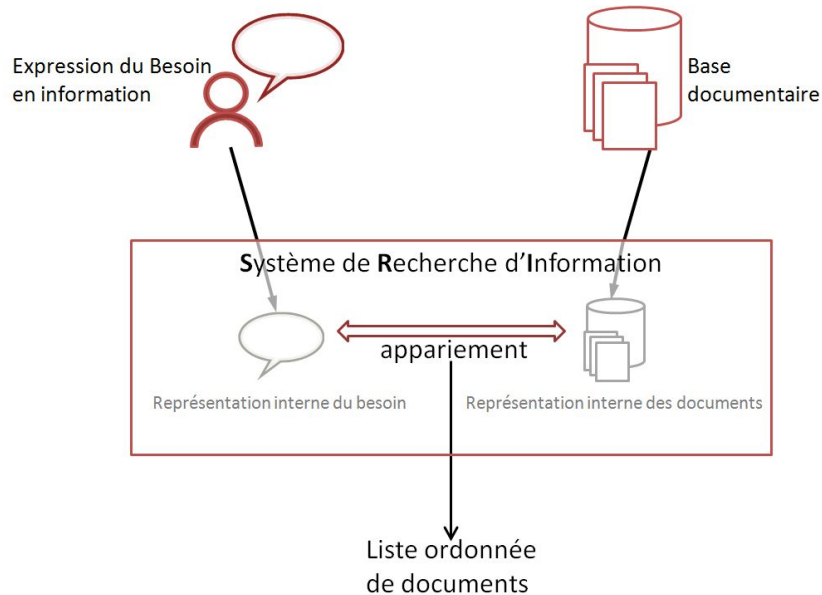 Expression du Besoin
en information
Base
documentaire
Système de Recherche d'Information
appariement
Représentation interne du besoin
Représentation interne des documents
Liste ordonnée
de documents